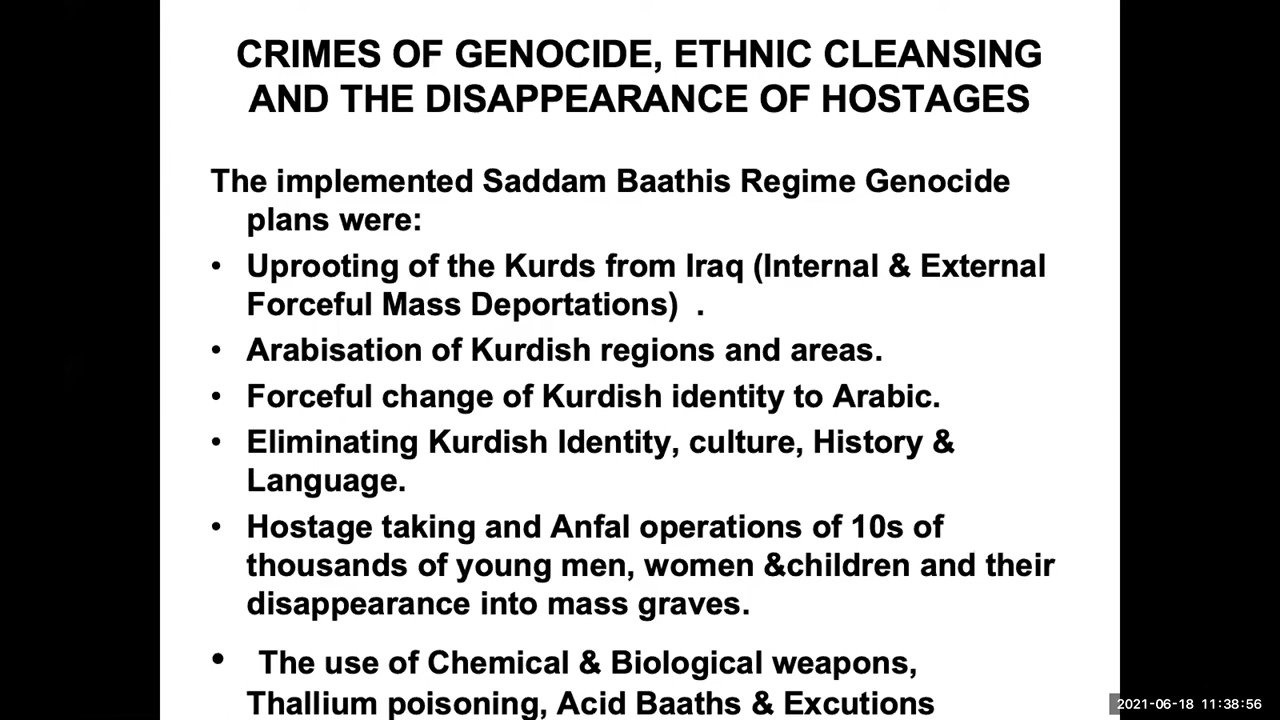 CRIMES OF GENOCIDE, ETHNIC CLEANSING
AND THE DISAPPEARANCE OF HOSTAGES
The implemented Saddam Baathis Regime Genocide
plans were:
• Uprooting of the Kurds from Iraq (Internal & External
Forceful Mass Deportations) .
• Arabisation of Kurdish regions and areas.
• Forceful change of Kurdish identity to Arabic.
• Eliminating Kurdish Identity, culture, History &
Language.
• Hostage taking and Anfal operations of 10s of
thousands of young men, women &children and their
disappearance into mass graves.
• The use of Chemical & Biological weapons,
Thallium poisoning, Acid Baaths & Excutions
2021-06-18 11:38:56